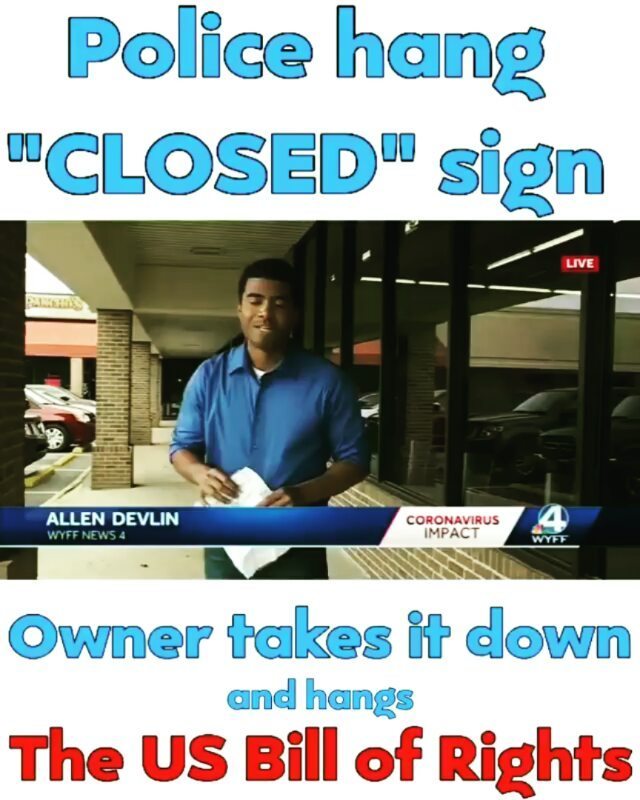 Police hang
"CLOSED" sign
LIVE
ALLEN DEVLIN
WYFF NEWS 4
CORONAVIRUS
IMPACT
4
WYFF
Owner takes it down
and hangs
The US Bill of Rights